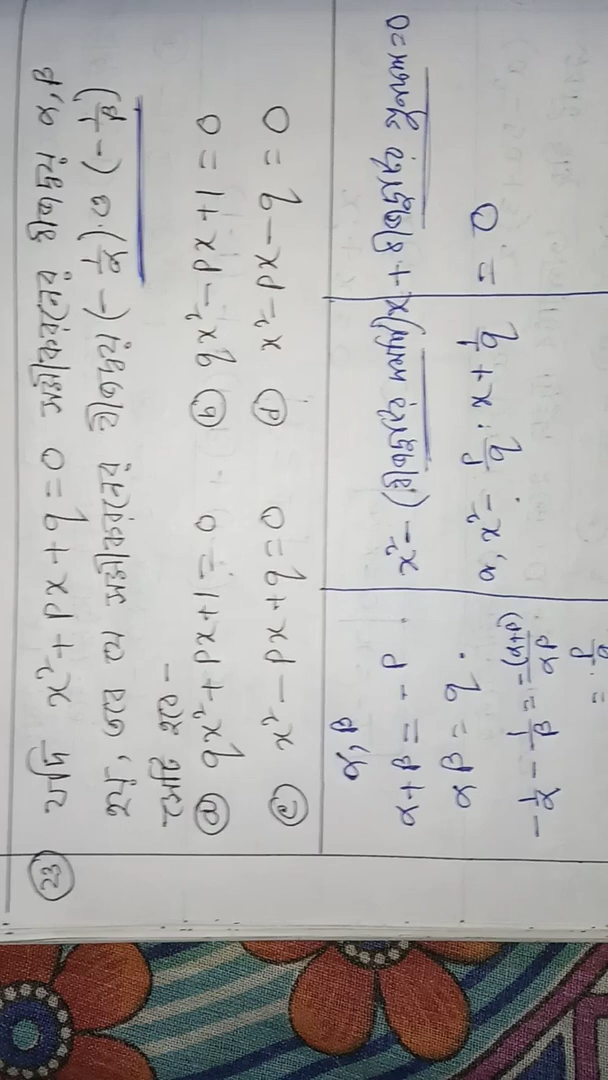 23 যদি x² + px + q = 0 সমীকরণের বীজদ্বয় α, β
হয়, তবে যে সমীকরণের বীজদ্বয় (-1/α) ও (-1/β)
সেটি হল -
ⓐ qx² + px + 1 = 0 ⓑ qx² - px + 1 = 0
ⓒ x² - px + q = 0 ⓓ x² - px - q = 0
α, β
α + β = - p
αβ = q
-1/α - 1/β = -(α+β)/αβ
= p/q
x² - (বীজদ্বয়ের সমষ্টি)x + বীজদ্বয়ের গুণফল = 0
বা, x² - p/q · x + 1/q = 0